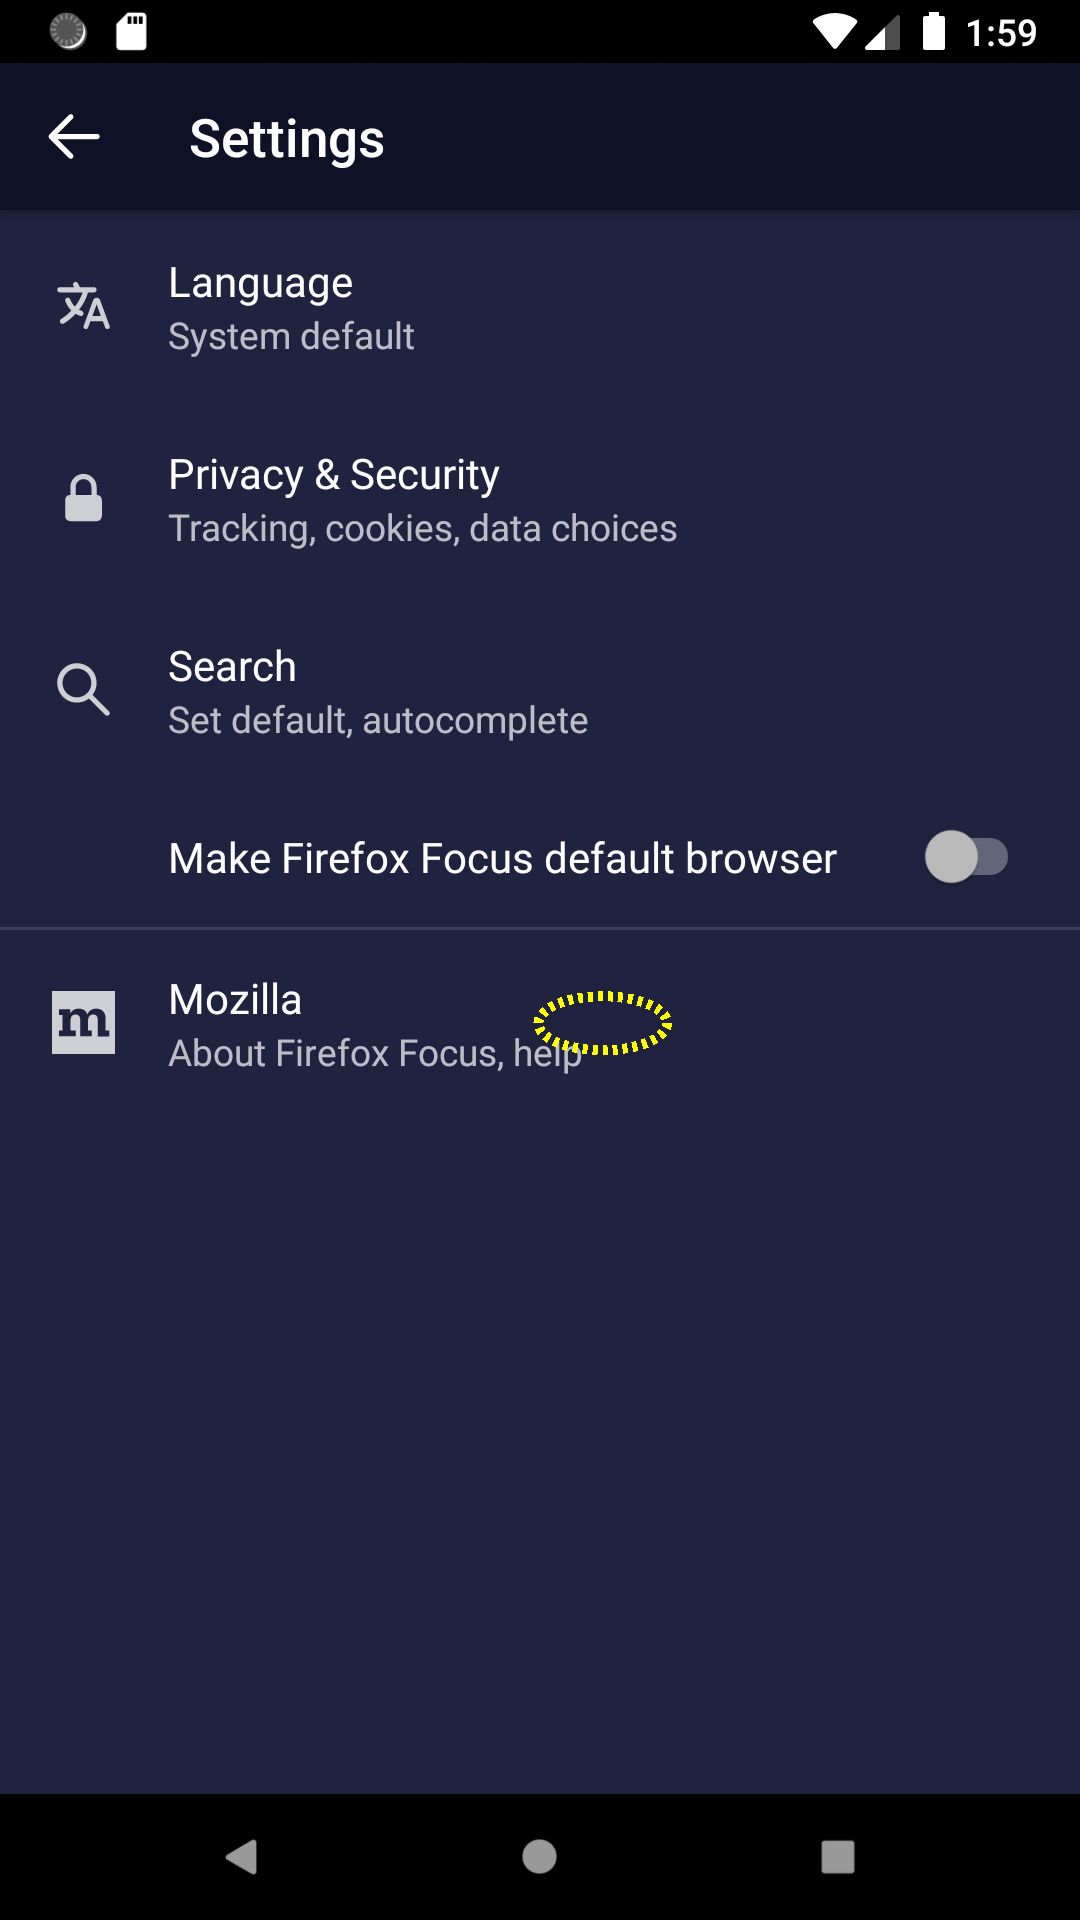 1:59
Settings
Language
System default
Privacy & Security
Tracking, cookies, data choices
Search
Set default, autocomplete
Make Firefox Focus default browser
m
Mozilla
About Firefox Focus, help